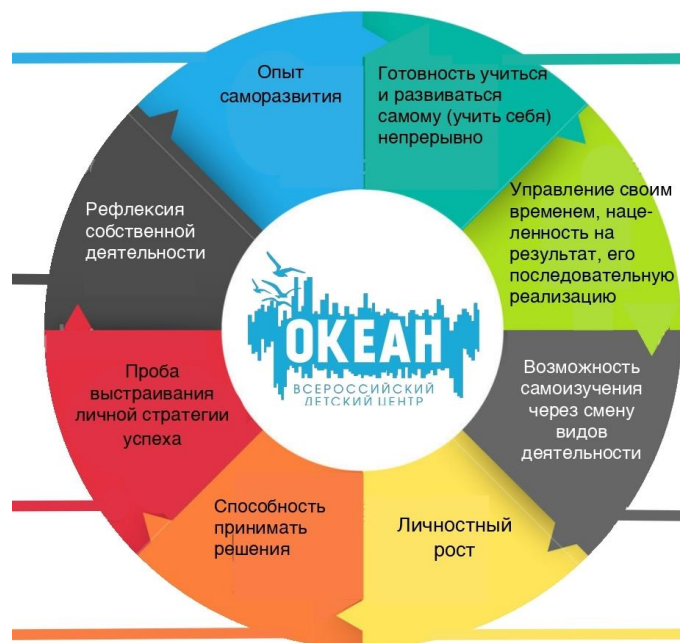 Опыт
саморазвития
Готовность учиться
и развиваться
самому (учить себя)
непрерывно
Управление своим
временем, наце-
ленность на
результат, его
последовательную
реализацию
Возможность
самоизучения
через смену
видов
деятельности
Личностный
рост
Способность
принимать
решения
Проба
выстраивания
личной стратегии
успеха
Рефлексия
собственной
деятельности
ОКЕАН
ВСЕРОССИЙСКИЙ
ДЕТСКИЙ ЦЕНТР